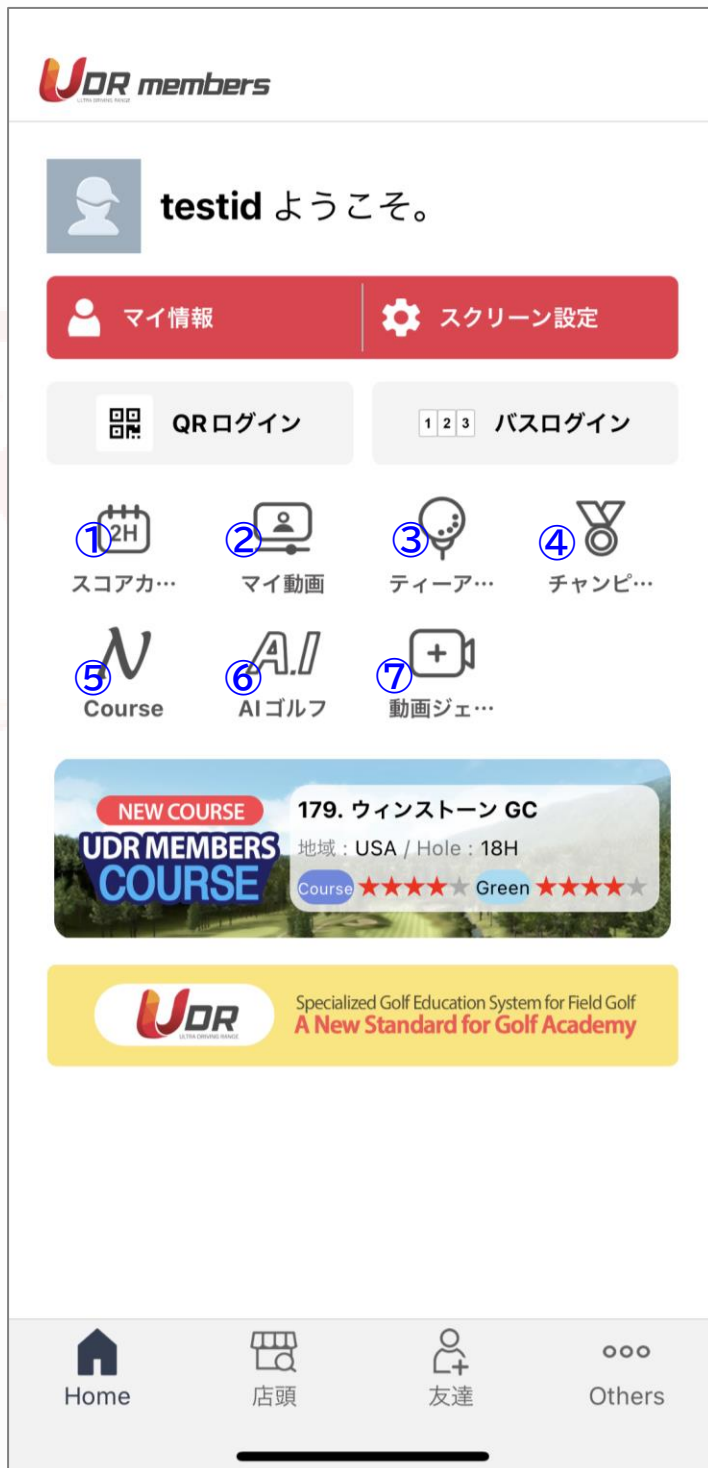 UDR members
ULTRA DRIVING RANGE
testid ようこそ。
マイ情報
スクリーン設定
QRログイン
1 2 3 バスログイン
① 2H
②
③
④
スコアカ…
マイ動画
ティーア…
チャンピ…
⑤ N
⑥ A.I
⑦
Course
AIゴルフ
動画ジェ…
NEW COURSE
UDR MEMBERS
COURSE
179. ウィンストーン GC
地域 : USA / Hole : 18H
Course ★★★★★ Green ★★★★★
UDR
ULTRA DRIVING RANGE
Specialized Golf Education System for Field Golf
A New Standard for Golf Academy
Home
店頭
友達
Others